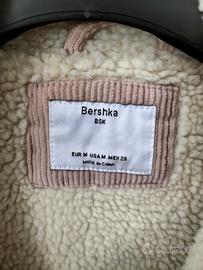 Bershka
BSK
EUR M USA M MEX 28
MADE IN CHINA